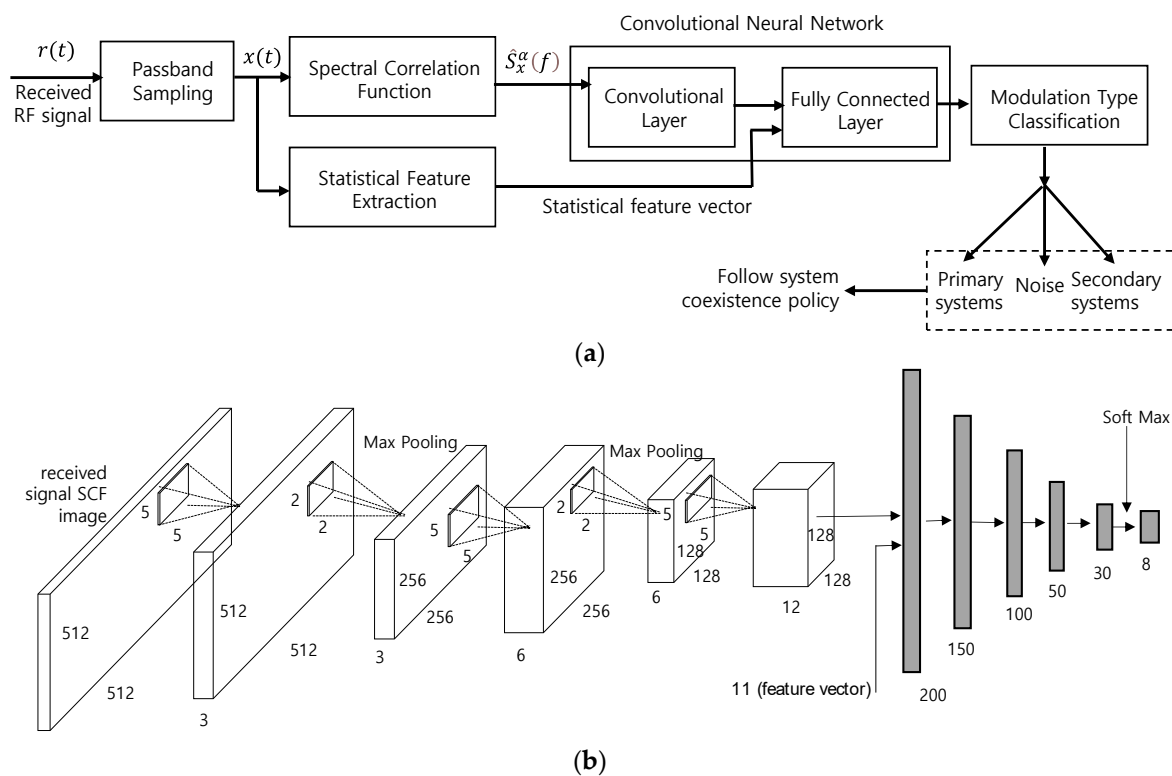 Convolutional Neural Network
r(t)
Received
RF signal
Passband
Sampling
x(t)
Spectral Correlation
Function
Ŝ_x^α(f)
Convolutional
Layer
Fully Connected
Layer
Modulation Type
Classification
Statistical Feature
Extraction
Statistical feature vector
Follow system
coexistence policy
Primary
systems
Noise
Secondary
systems
(a)
received
signal SCF
image
5
5
512
512
2
2
512
512
3
Max Pooling
5
5
256
256
3
2
2
256
256
6
Max Pooling
5
5
128
128
6
128
128
12
11 (feature vector)
200
150
100
50
30
Soft Max
8
(b)